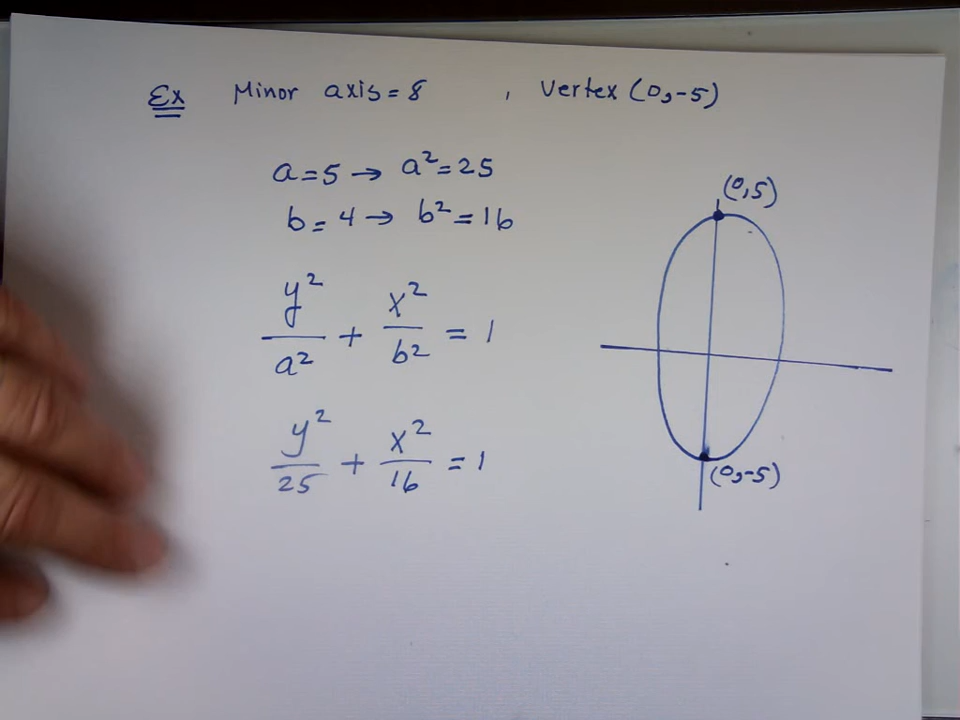 Ex Minor axis = 8 , Vertex (0,-5)
a = 5 → a² = 25
b = 4 → b² = 16
(0,5)
y²/a² + x²/b² = 1
y²/25 + x²/16 = 1
(0,-5)